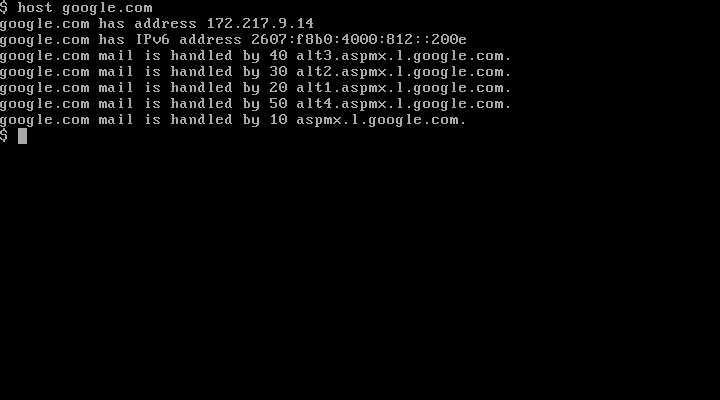 $ host google.com
google.com has address 172.217.9.14
google.com has IPv6 address 2607:f8b0:4000:812::200e
google.com mail is handled by 40 alt3.aspmx.l.google.com.
google.com mail is handled by 30 alt2.aspmx.l.google.com.
google.com mail is handled by 20 alt1.aspmx.l.google.com.
google.com mail is handled by 50 alt4.aspmx.l.google.com.
google.com mail is handled by 10 aspmx.l.google.com.
$